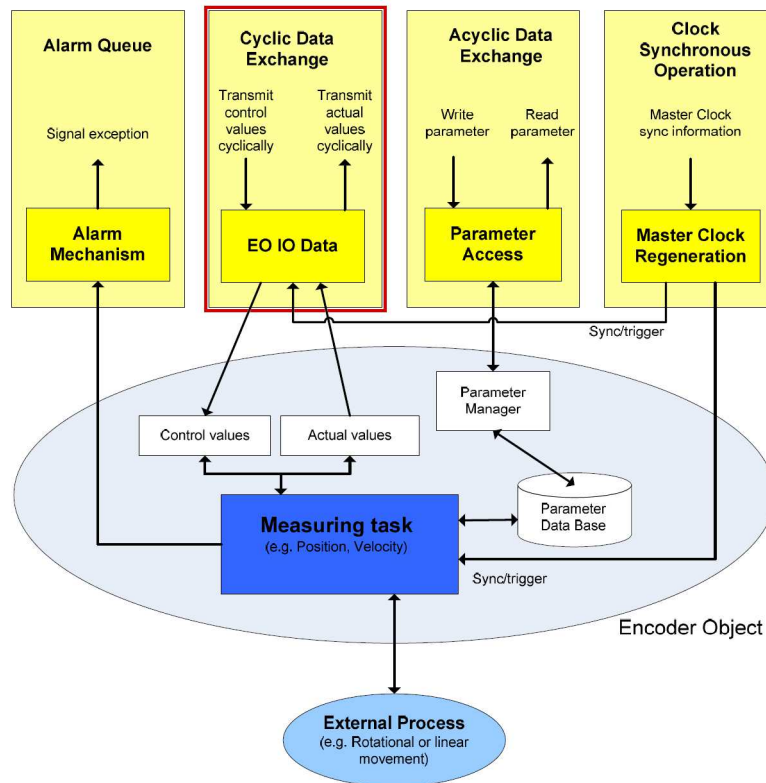 Alarm Queue
Signal exception
Alarm
Mechanism
Cyclic Data
Exchange
Transmit
control
values
cyclically
Transmit
actual
values
cyclically
EO IO Data
Acyclic Data
Exchange
Write
parameter
Read
parameter
Parameter
Access
Clock
Synchronous
Operation
Master Clock
sync information
Master Clock
Regeneration
Sync/trigger
Parameter
Manager
Control values
Actual values
Parameter
Data Base
Measuring task
(e.g. Position, Velocity)
Sync/trigger
Encoder Object
External Process
(e.g. Rotational or linear
movement)